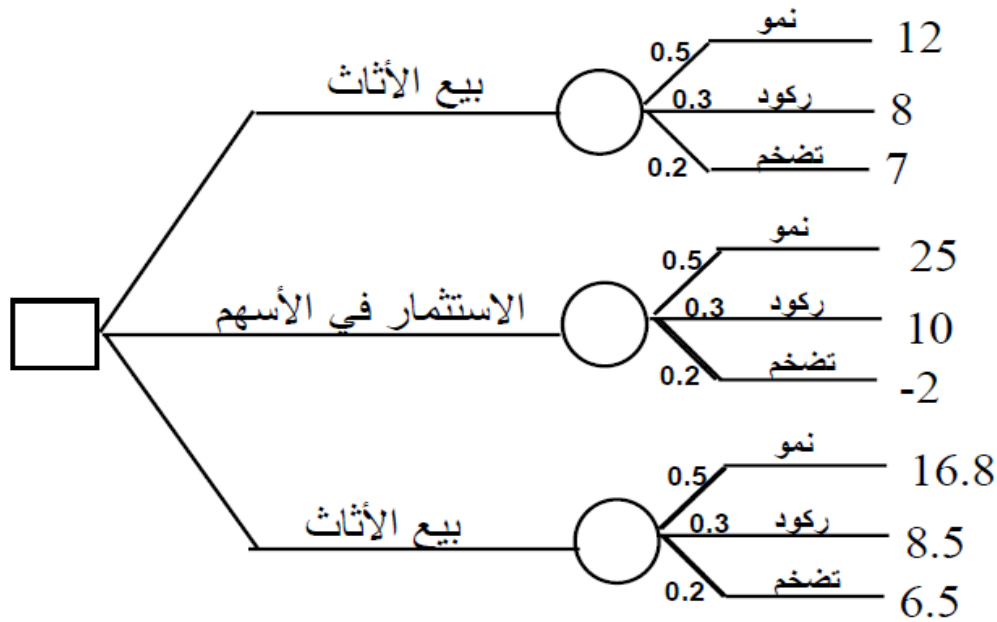 نمو
12
0.5
بيع الأثاث
0.3
ركود
8
0.2
تضخم
7
نمو
25
0.5
الاستثمار في الأسهم
0.3
ركود
10
0.2
تضخم
-2
نمو
16.8
0.5
بيع الأثاث
0.3
ركود
8.5
0.2
تضخم
6.5